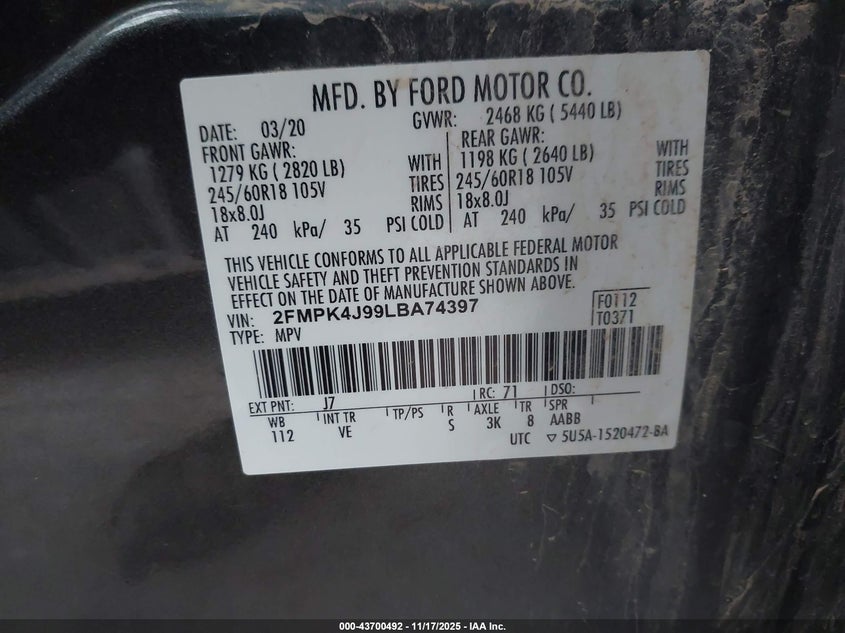 MFD. BY FORD MOTOR CO.
DATE: 03/20 GVWR: 2468 KG ( 5440 LB)
FRONT GAWR: REAR GAWR:
1279 KG ( 2820 LB) WITH 1198 KG ( 2640 LB) WITH
245/60R18 105V TIRES 245/60R18 105V TIRES
18x8.0J RIMS 18x8.0J RIMS
AT 240 kPa/ 35 PSI COLD AT 240 kPa/ 35 PSI COLD
THIS VEHICLE CONFORMS TO ALL APPLICABLE FEDERAL MOTOR
VEHICLE SAFETY AND THEFT PREVENTION STANDARDS IN
EFFECT ON THE DATE OF MANUFACTURE SHOWN ABOVE.
VIN: 2FMPK4J99LBA74397 F0112
TYPE: MPV T0371
EXT PNT: J7 RC: 71 DSO:
WB INT TR TP/PS R AXLE TR SPR
112 VE S 3K 8 AABB
UTC ▽ 5U5A-1520472-BA
000-43700492 - 11/17/2025 - IAA Inc.